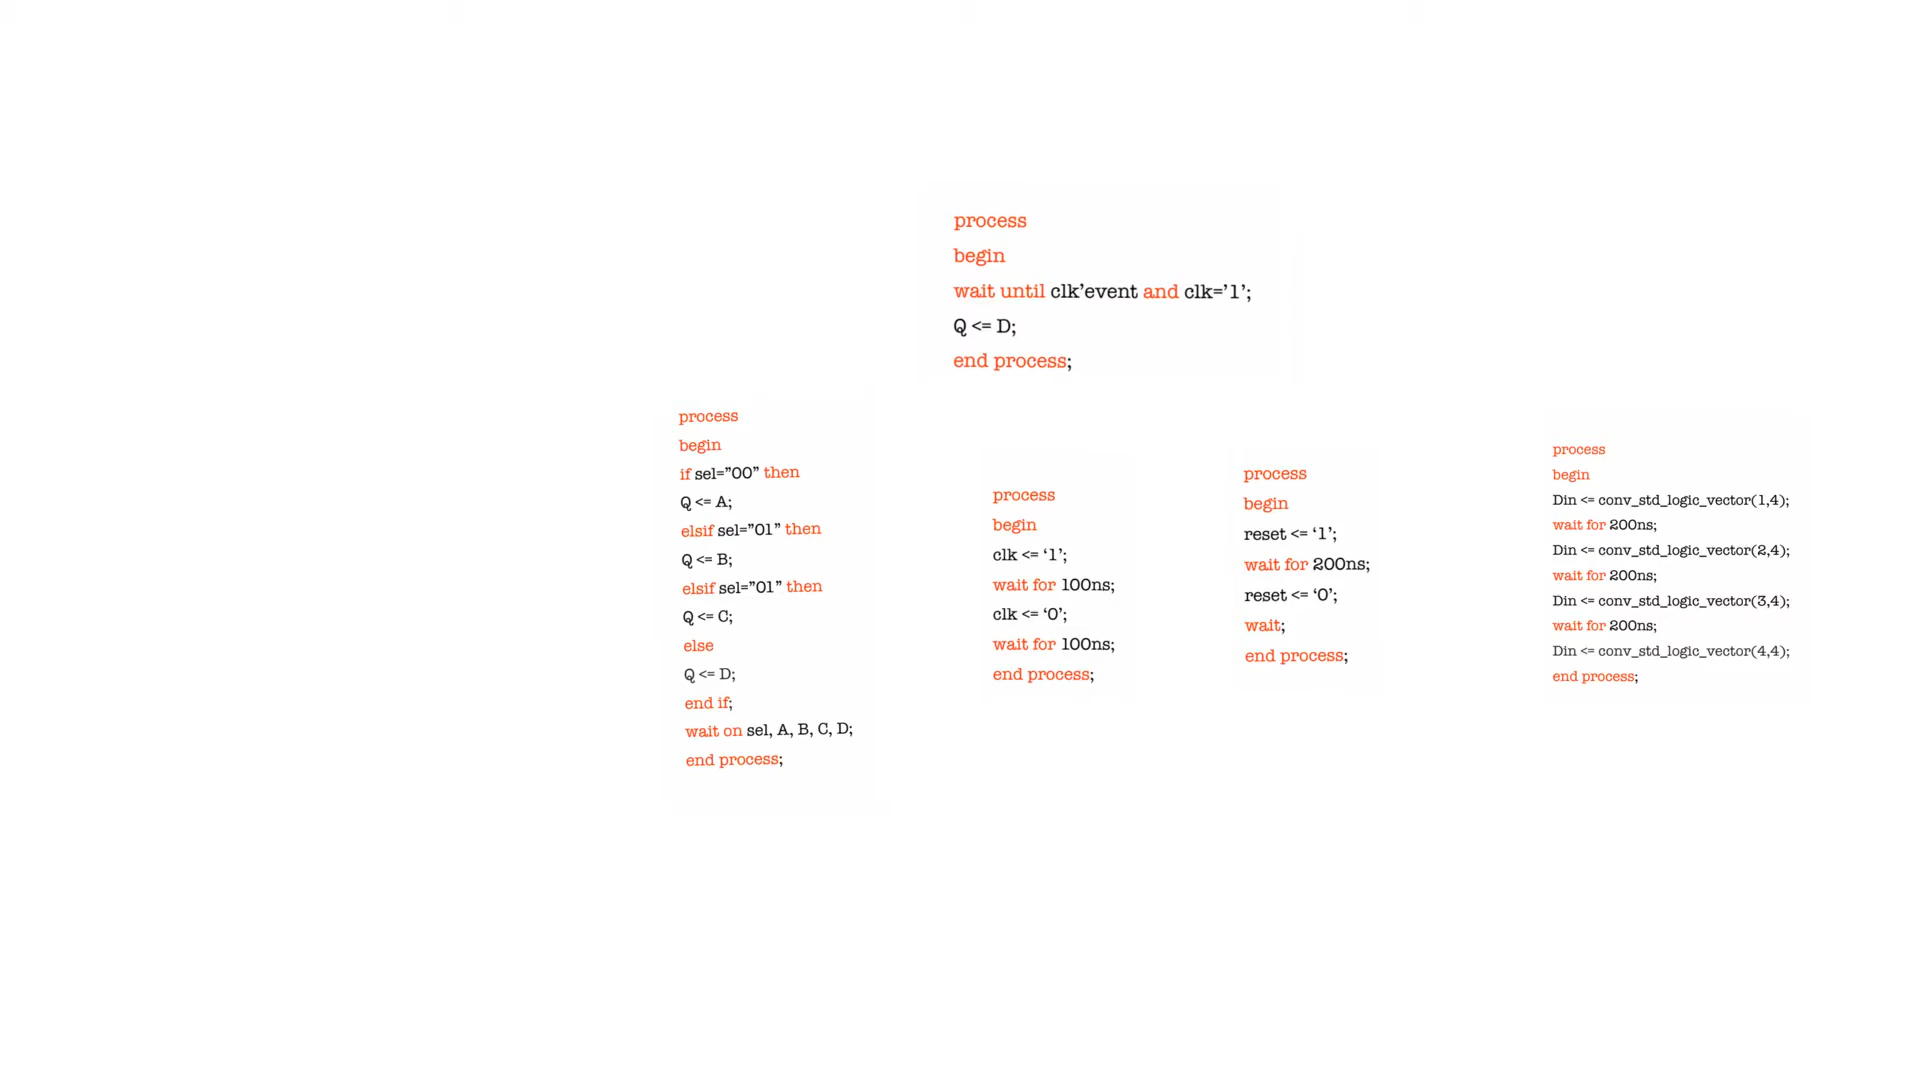 process
begin
wait until clk’event and clk=’1’;
Q <= D;
end process;
process
begin
if sel=”00” then
Q <= A;
elsif sel=”01” then
Q <= B;
elsif sel=”01” then
Q <= C;
else
Q <= D;
end if;
wait on sel, A, B, C, D;
end process;
process
begin
clk <= ‘1’;
wait for 100ns;
clk <= ‘0’;
wait for 100ns;
end process;
process
begin
reset <= ‘1’;
wait for 200ns;
reset <= ‘0’;
wait;
end process;
process
begin
Din <= conv_std_logic_vector(1,4);
wait for 200ns;
Din <= conv_std_logic_vector(2,4);
wait for 200ns;
Din <= conv_std_logic_vector(3,4);
wait for 200ns;
Din <= conv_std_logic_vector(4,4);
end process;